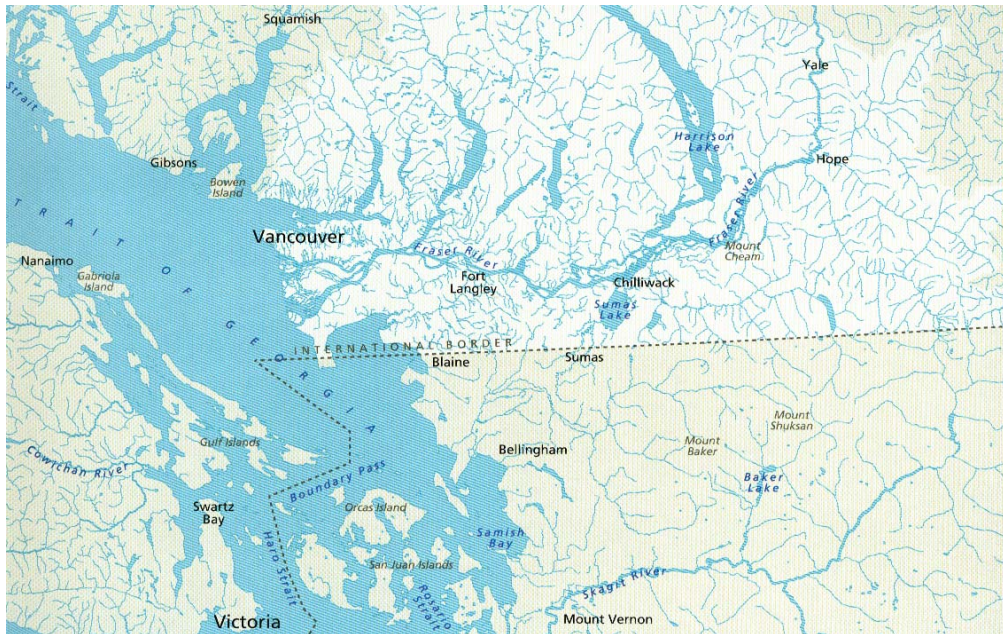 Squamish
Yale
Strait
Harrison
Lake
Hope
Gibsons
Bowen
Island
Fraser River
TRAIT OF GEORGIA
Vancouver
Fraser River
Mount
Cheam
Nanaimo
Gabriola
Island
Fort
Langley
Chilliwack
Sumas
Lake
INTERNATIONAL BORDER
Blaine
Sumas
Mount
Shuksan
Gulf Islands
Mount
Baker
Bellingham
Cowichan River
Boundary Pass
Baker
Lake
Swartz
Bay
Orcas Island
Samish
Bay
Haro Strait
San Juan Islands
Skagit River
Rosario
Strait
Victoria
Mount Vernon